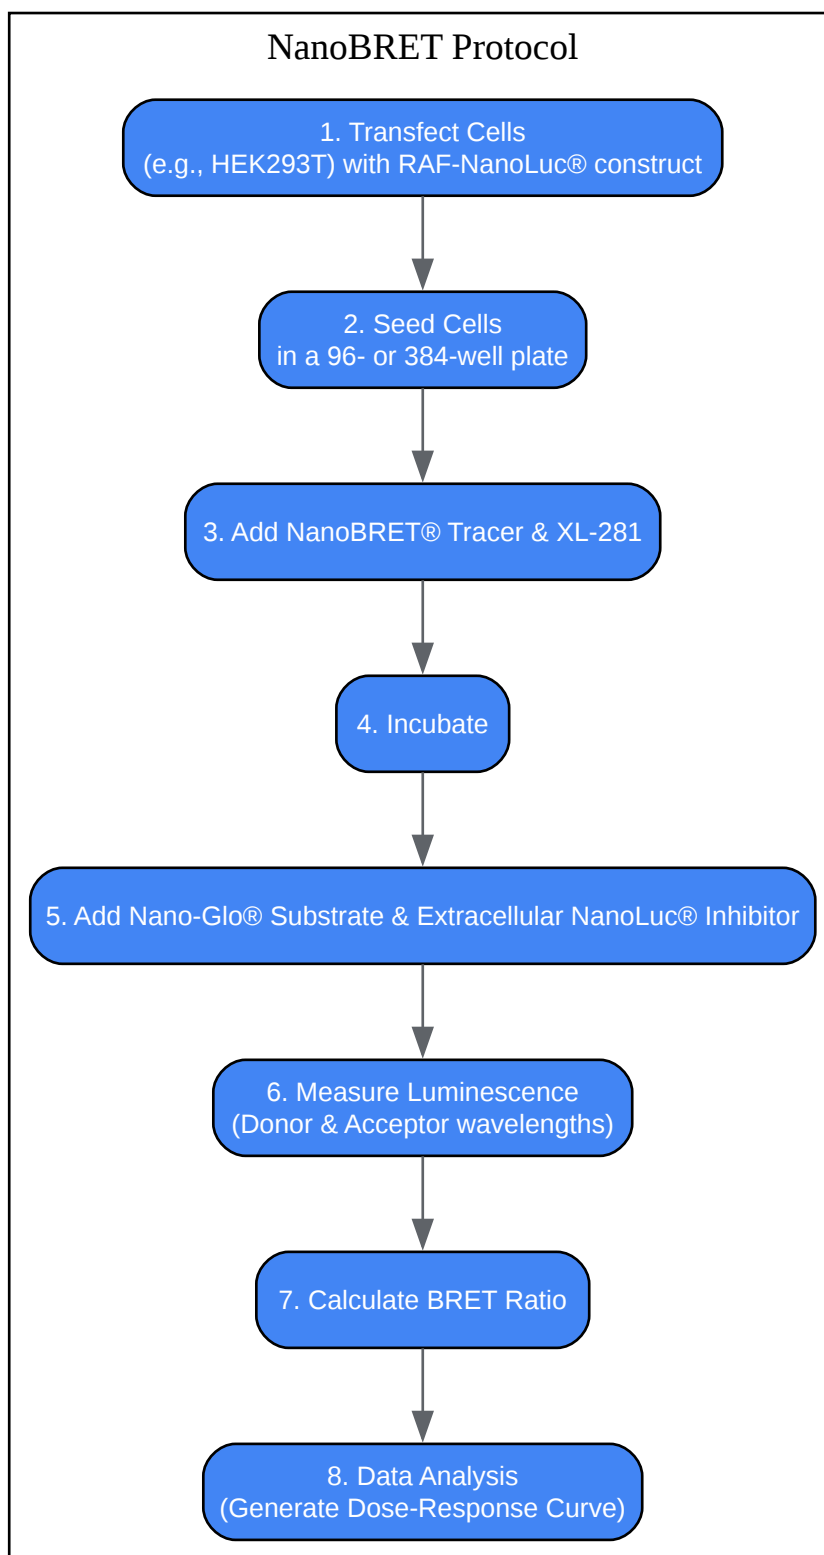 NanoBRET Protocol
1. Transfect Cells
(e.g., HEK293T) with RAF-NanoLuc® construct
2. Seed Cells
in a 96- or 384-well plate
3. Add NanoBRET® Tracer & XL-281
4. Incubate
5. Add Nano-Glo® Substrate & Extracellular NanoLuc® Inhibitor
6. Measure Luminescence
(Donor & Acceptor wavelengths)
7. Calculate BRET Ratio
8. Data Analysis
(Generate Dose-Response Curve)